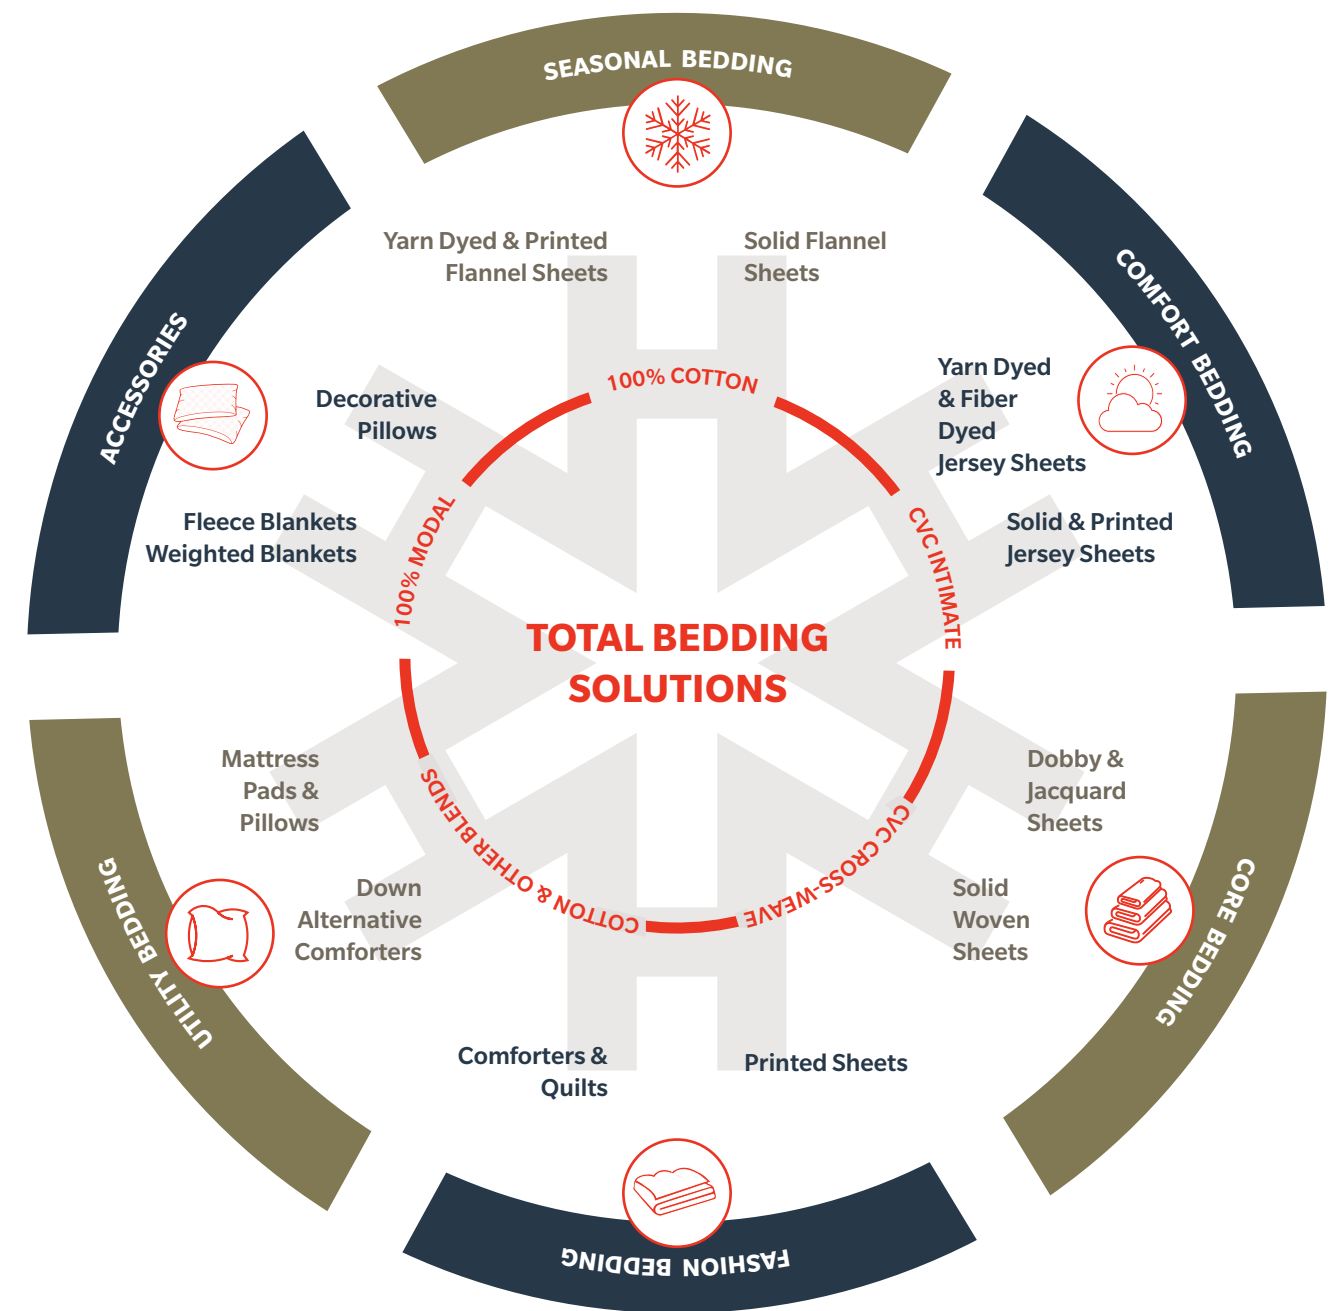 SEASONAL BEDDING
Yarn Dyed & Printed
Flannel Sheets
Solid Flannel
Sheets
COMFORT BEDDING
Yarn Dyed
& Fiber
Dyed
Jersey Sheets
Solid & Printed
Jersey Sheets
ACCESSORIES
Decorative
Pillows
Fleece Blankets
Weighted Blankets
100% COTTON
CVC INTIMATE
100% MODAL
TOTAL BEDDING
SOLUTIONS
CVC CROSS-WEAVE
COTTON & OTHER BLENDS
Mattress
Pads &
Pillows
Down
Alternative
Comforters
UTILITY BEDDING
Dobby &
Jacquard
Sheets
Solid
Woven
Sheets
CORE BEDDING
Comforters &
Quilts
Printed Sheets
FASHION BEDDING